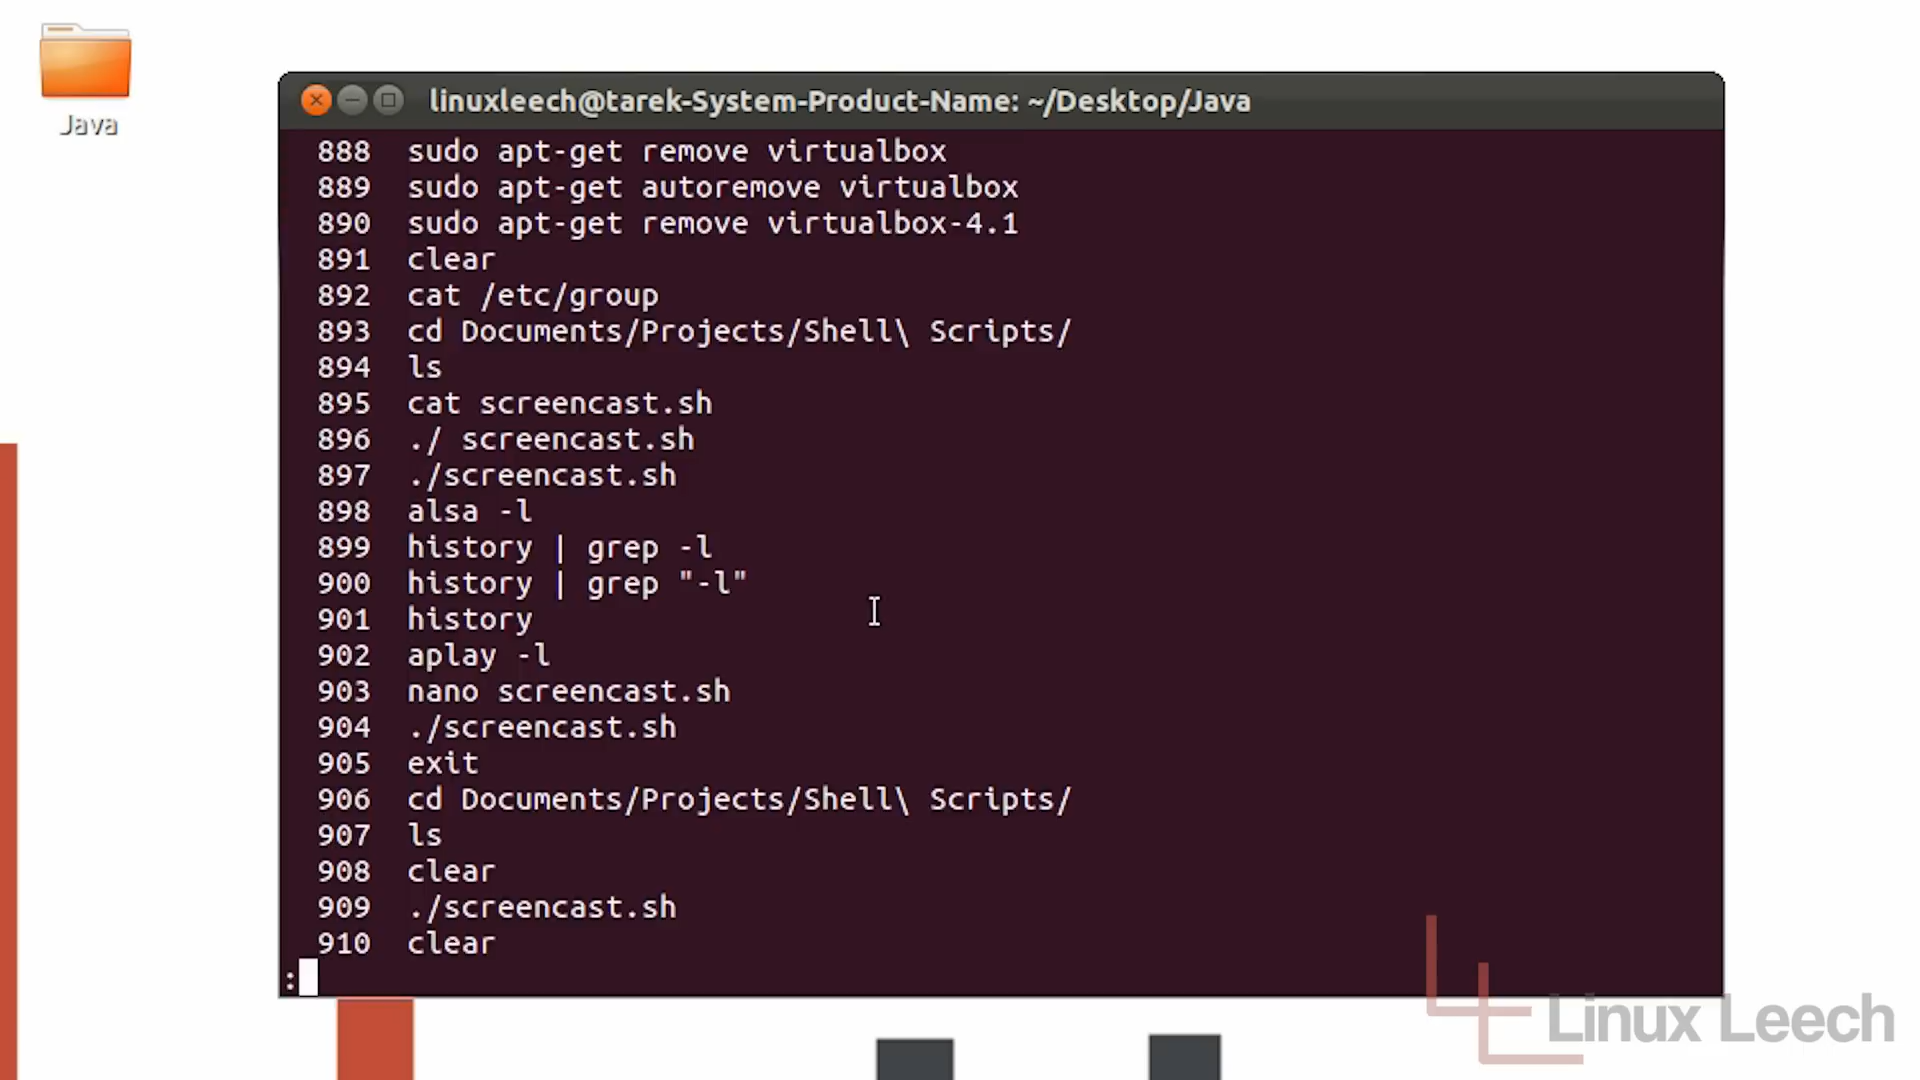 Java
linuxleech@tarek-System-Product-Name: ~/Desktop/Java
888 sudo apt-get remove virtualbox
889 sudo apt-get autoremove virtualbox
890 sudo apt-get remove virtualbox-4.1
891 clear
892 cat /etc/group
893 cd Documents/Projects/Shell\ Scripts/
894 ls
895 cat screencast.sh
896 ./ screencast.sh
897 ./screencast.sh
898 alsa -l
899 history | grep -l
900 history | grep "-l"
901 history
902 aplay -l
903 nano screencast.sh
904 ./screencast.sh
905 exit
906 cd Documents/Projects/Shell\ Scripts/
907 ls
908 clear
909 ./screencast.sh
910 clear
:
Linux Leech